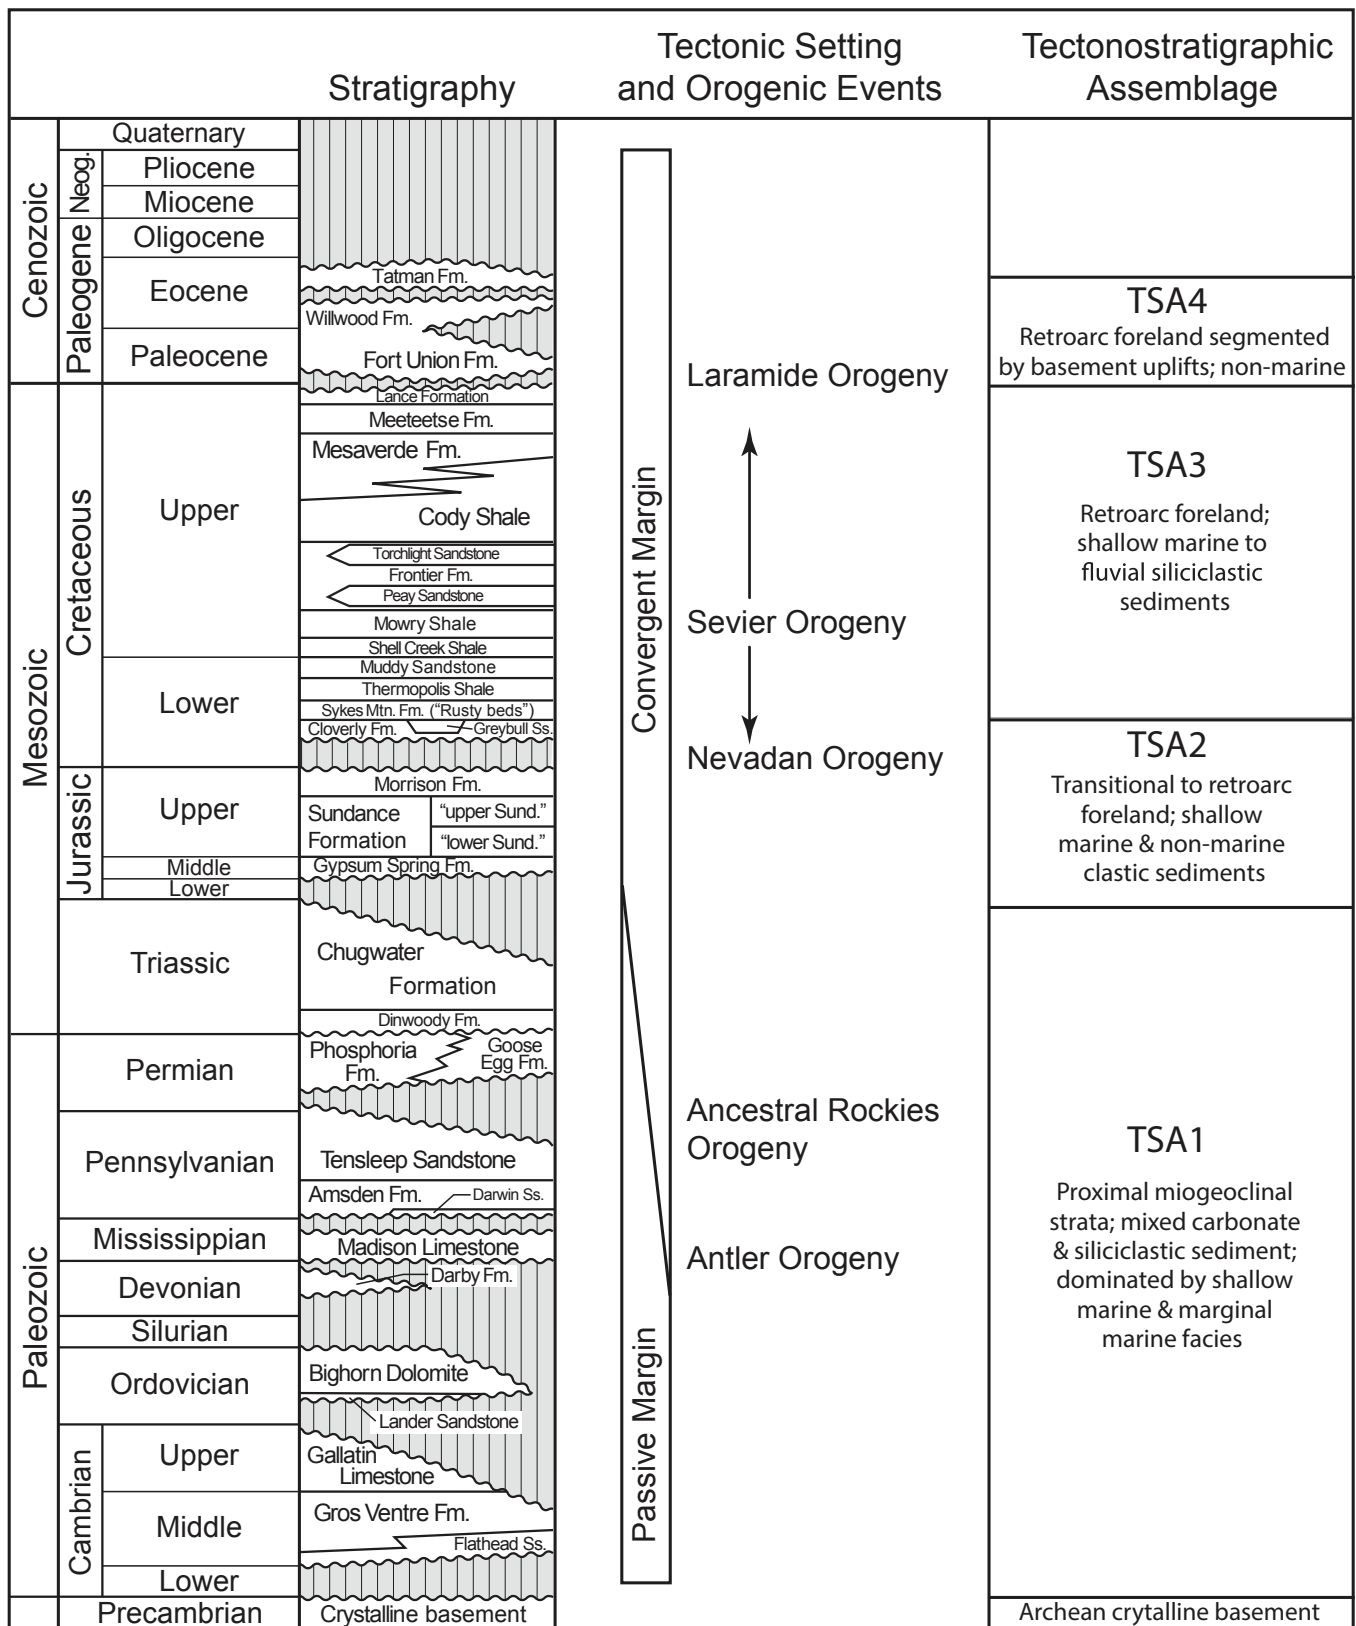 Stratigraphy
Tectonic Setting
and Orogenic Events
Tectonostratigraphic
Assemblage
Cenozoic
Neog.
Paleogene
Quaternary
Pliocene
Miocene
Oligocene
Eocene
Paleocene
Mesozoic
Cretaceous
Upper
Lower
Jurassic
Upper
Middle
Lower
Triassic
Paleozoic
Permian
Pennsylvanian
Mississippian
Devonian
Silurian
Ordovician
Cambrian
Upper
Middle
Lower
Precambrian
Tatman Fm.
Willwood Fm.
Fort Union Fm.
Lance Formation
Meeteetse Fm.
Mesaverde Fm.
Cody Shale
Torchlight Sandstone
Frontier Fm.
Peay Sandstone
Mowry Shale
Shell Creek Shale
Muddy Sandstone
Thermopolis Shale
Sykes Mtn. Fm. ("Rusty beds")
Cloverly Fm.
Greybull Ss.
Morrison Fm.
Sundance
Formation
"upper Sund."
"lower Sund."
Gypsum Spring Fm.
Chugwater
Formation
Dinwoody Fm.
Phosphoria
Fm.
Goose
Egg Fm.
Tensleep Sandstone
Amsden Fm.
Darwin Ss.
Madison Limestone
Darby Fm.
Bighorn Dolomite
Lander Sandstone
Gallatin
Limestone
Gros Ventre Fm.
Flathead Ss.
Crystalline basement
Convergent Margin
Passive Margin
Laramide Orogeny
Sevier Orogeny
Nevadan Orogeny
Ancestral Rockies
Orogeny
Antler Orogeny
TSA4
Retroarc foreland segmented
by basement uplifts; non-marine
TSA3
Retroarc foreland;
shallow marine to
fluvial siliciclastic
sediments
TSA2
Transitional to retroarc
foreland; shallow
marine & non-marine
clastic sediments
TSA1
Proximal miogeoclinal
strata; mixed carbonate
& siliciclastic sediment;
dominated by shallow
marine & marginal
marine facies
Archean crytalline basement